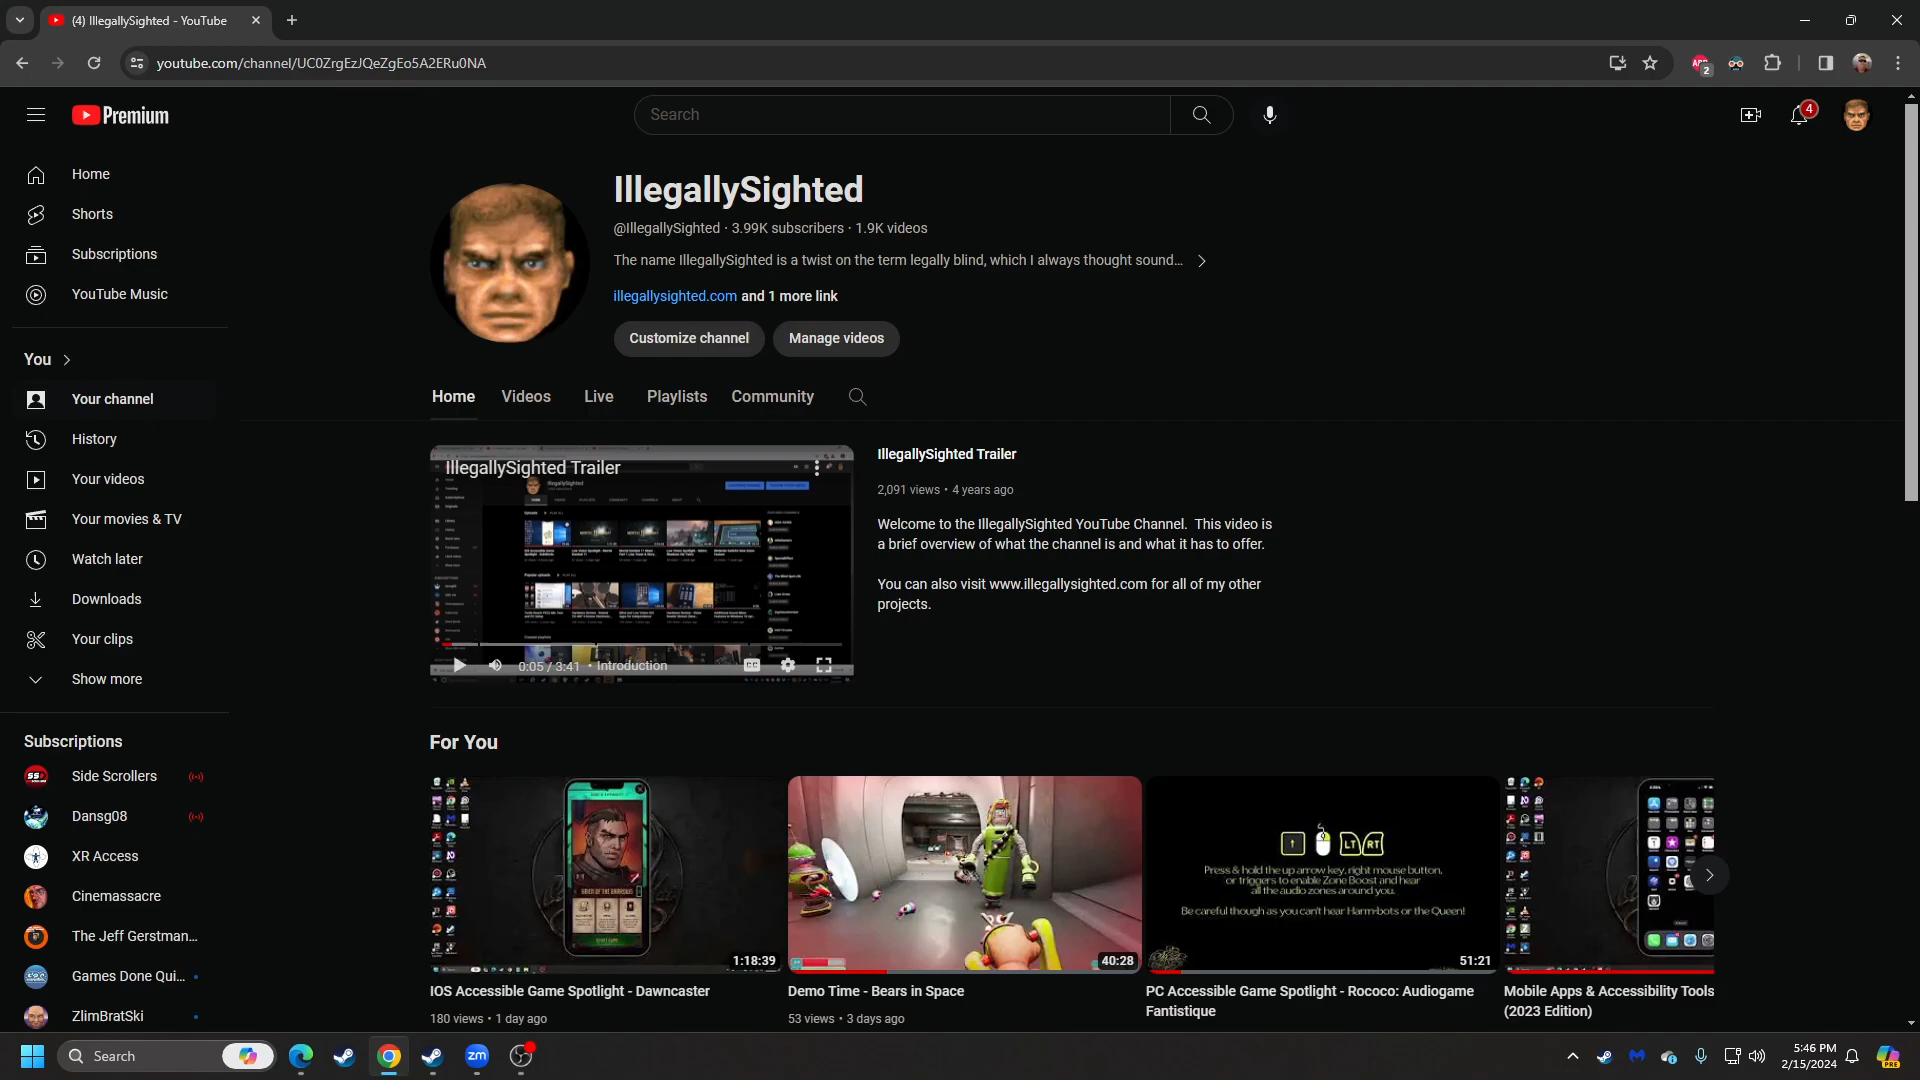 (4) IllegallySighted - YouTube
youtube.com/channel/UC0ZrgEzJQeZgEo5A2ERu0NA
ABP
2
Premium
Search
4
Home
Shorts
Subscriptions
YouTube Music
You
Your channel
History
Your videos
Your movies & TV
Watch later
Downloads
Your clips
Show more
Subscriptions
Side Scrollers
Dansg08
XR Access
Cinemassacre
The Jeff Gerstman...
Games Done Qui...
ZlimBratSki
IllegallySighted
@IllegallySighted · 3.99K subscribers · 1.9K videos
The name IllegallySighted is a twist on the term legally blind, which I always thought sound...
illegallysighted.com and 1 more link
Customize channel
Manage videos
Home
Videos
Live
Playlists
Community
IllegallySighted Trailer
0:05 / 3:41 • Introduction
CC
IllegallySighted Trailer
2,091 views • 4 years ago
Welcome to the IllegallySighted YouTube Channel. This video is
a brief overview of what the channel is and what it has to offer.
You can also visit www.illegallysighted.com for all of my other
projects.
For You
1:18:39
IOS Accessible Game Spotlight - Dawncaster
180 views • 1 day ago
40:28
Demo Time - Bears in Space
53 views • 3 days ago
LT RT
Press & hold the up arrow key, right mouse button,
or triggers to enable Zone Boost and hear
all the audio zones around you.
Be careful though as you can't hear Harm-bots or the Queen!
51:21
PC Accessible Game Spotlight - Rococo: Audiogame
Fantistique
Mobile Apps & Accessibility Tools
(2023 Edition)
Search
zm
5:46 PM
2/15/2024
PRE